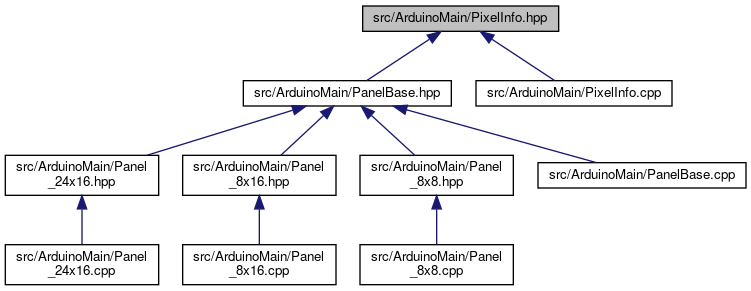 src/ArduinoMain/PixelInfo.hpp
src/ArduinoMain/PanelBase.hpp
src/ArduinoMain/PixelInfo.cpp
src/ArduinoMain/Panel
_24x16.hpp
src/ArduinoMain/Panel
_8x16.hpp
src/ArduinoMain/Panel
_8x8.hpp
src/ArduinoMain/PanelBase.cpp
src/ArduinoMain/Panel
_24x16.cpp
src/ArduinoMain/Panel
_8x16.cpp
src/ArduinoMain/Panel
_8x8.cpp